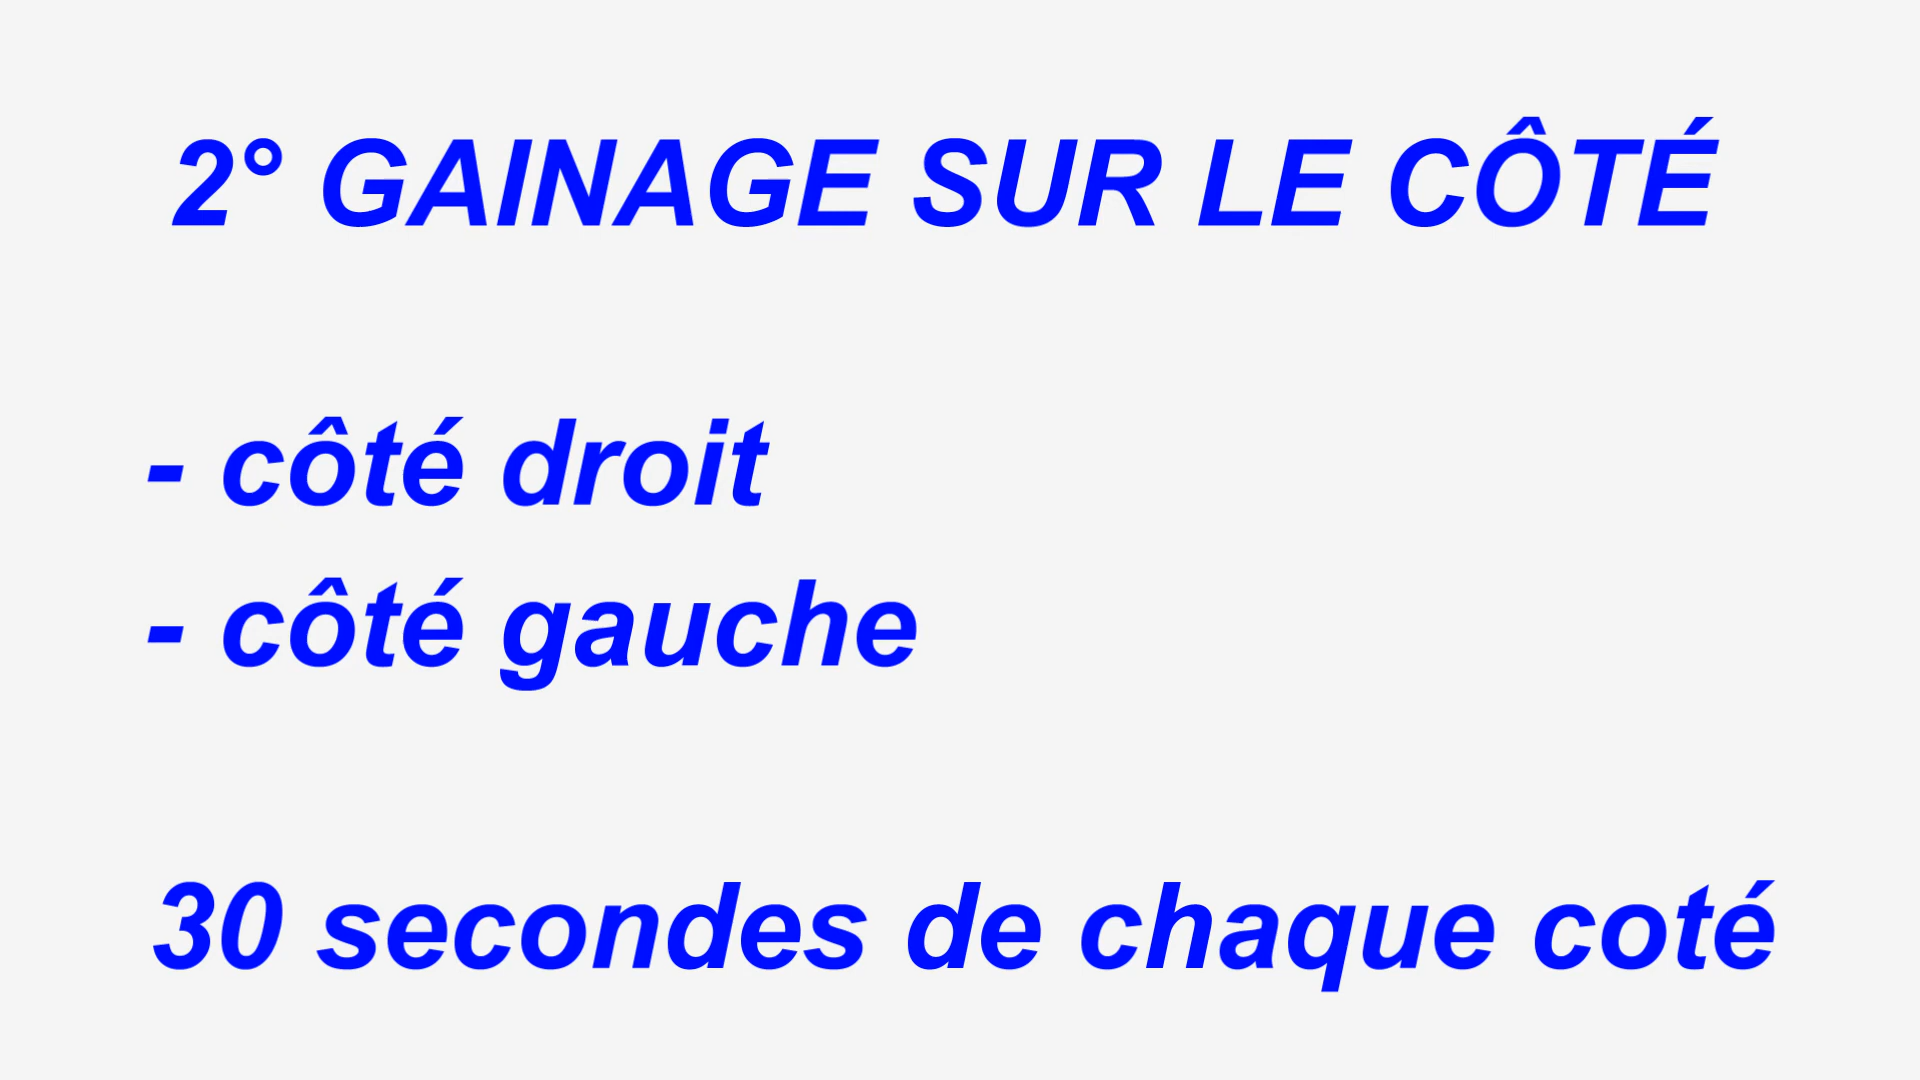 2° GAINAGE SUR LE CÔTÉ
- côté droit
- côté gauche
30 secondes de chaque coté